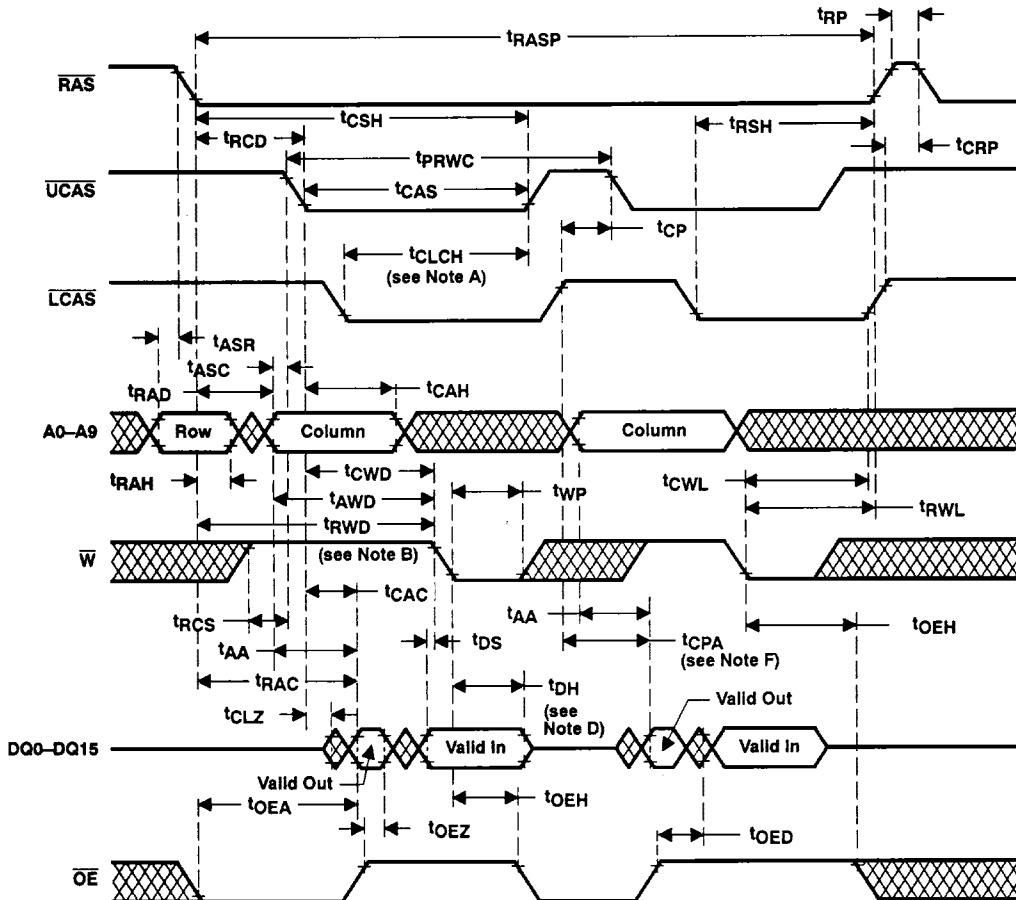 tRP
tRASP
RAS
tCSH
tRSH
tRCD
tCRP
tPRWC
UCAS
tCAS
tCP
tCLCH
(see Note A)
LCAS
tASR
tASC
tRAD
tCAH
A0–A9
Row
Column
Column
tCWD
tWP
tCWL
tRAH
tAWD
tRWL
tRWD
(see Note B)
W
tCAC
tAA
tRCS
tDS
tCPA
tOEH
(see Note F)
tAA
tRAC
tDH
Valid Out
(see
Note D)
tCLZ
DQ0–DQ15
Valid In
Valid In
Valid Out
tOEA
tOEH
tOEZ
tOED
OE